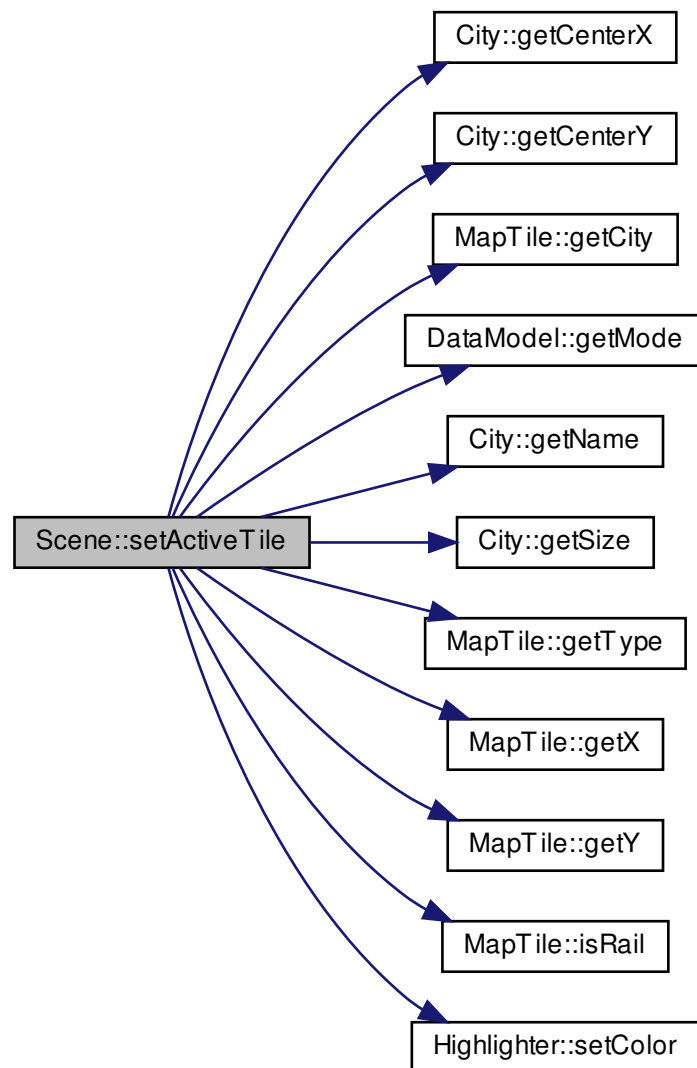 City::getCenterX
City::getCenterY
MapTile::getCity
DataModel::getMode
City::getName
Scene::setActiveTile
City::getSize
MapTile::getType
MapTile::getX
MapTile::getY
MapTile::isRail
Highlighter::setColor